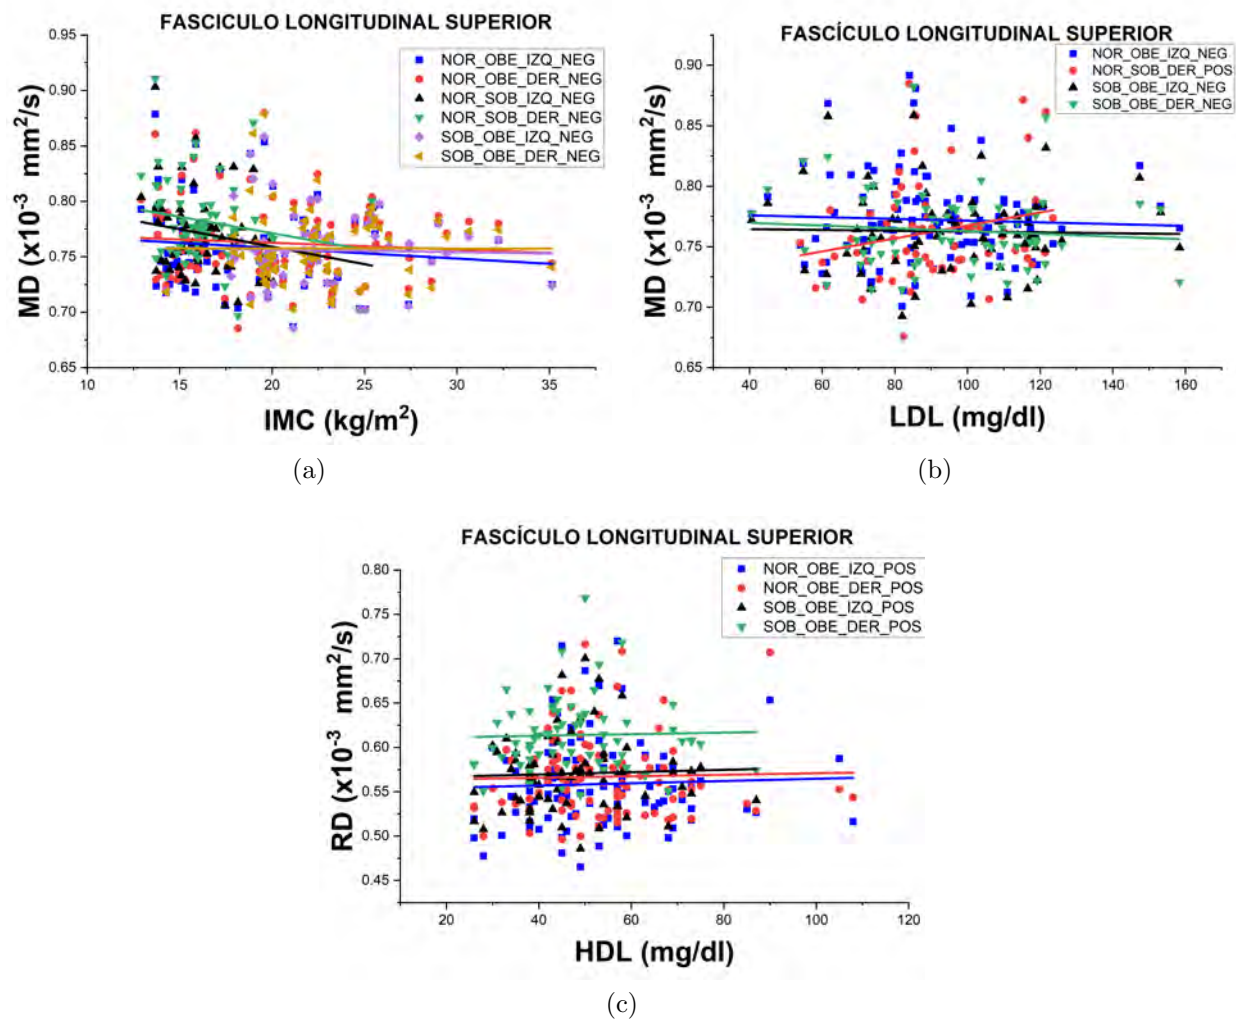 FASCICULO LONGITUDINAL SUPERIOR
NOR_OBE_IZQ_NEG
NOR_OBE_DER_NEG
NOR_SOB_IZQ_NEG
NOR_SOB_DER_NEG
SOB_OBE_IZQ_NEG
SOB_OBE_DER_NEG
MD (x10⁻³ mm²/s)
0.95
0.90
0.85
0.80
0.75
0.70
0.65
10 15 20 25 30 35
IMC (kg/m²)
(a)
FASCÍCULO LONGITUDINAL SUPERIOR
NOR_OBE_IZQ_NEG
NOR_SOB_DER_POS
SOB_OBE_IZQ_NEG
SOB_OBE_DER_NEG
MD (x10⁻³ mm²/s)
0.90
0.85
0.80
0.75
0.70
0.65
40 60 80 100 120 140 160
LDL (mg/dl)
(b)
FASCÍCULO LONGITUDINAL SUPERIOR
NOR_OBE_IZQ_POS
NOR_OBE_DER_POS
SOB_OBE_IZQ_POS
SOB_OBE_DER_POS
RD (x10⁻³ mm²/s)
0.80
0.75
0.70
0.65
0.60
0.55
0.50
0.45
20 40 60 80 100 120
HDL (mg/dl)
(c)